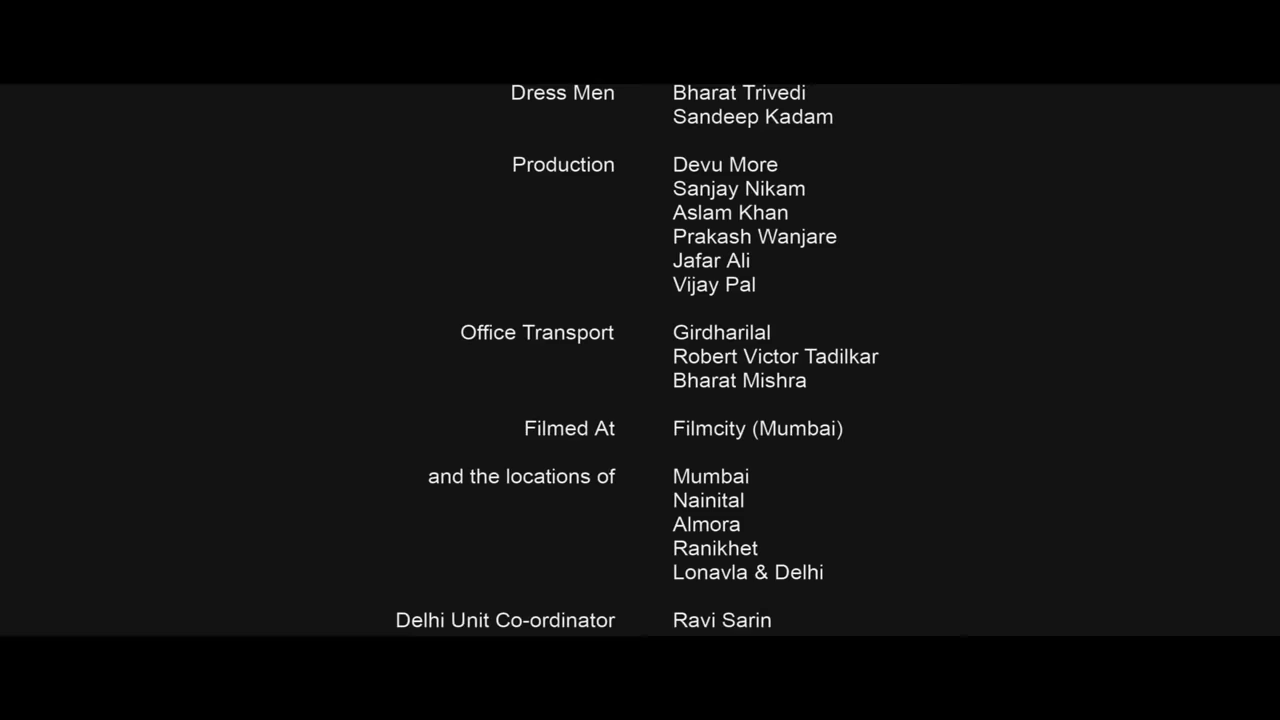 Dress Men Bharat Trivedi
Sandeep Kadam
Production Devu More
Sanjay Nikam
Aslam Khan
Prakash Wanjare
Jafar Ali
Vijay Pal
Office Transport Girdharilal
Robert Victor Tadilkar
Bharat Mishra
Filmed At Filmcity (Mumbai)
and the locations of Mumbai
Nainital
Almora
Ranikhet
Lonavla & Delhi
Delhi Unit Co-ordinator Ravi Sarin